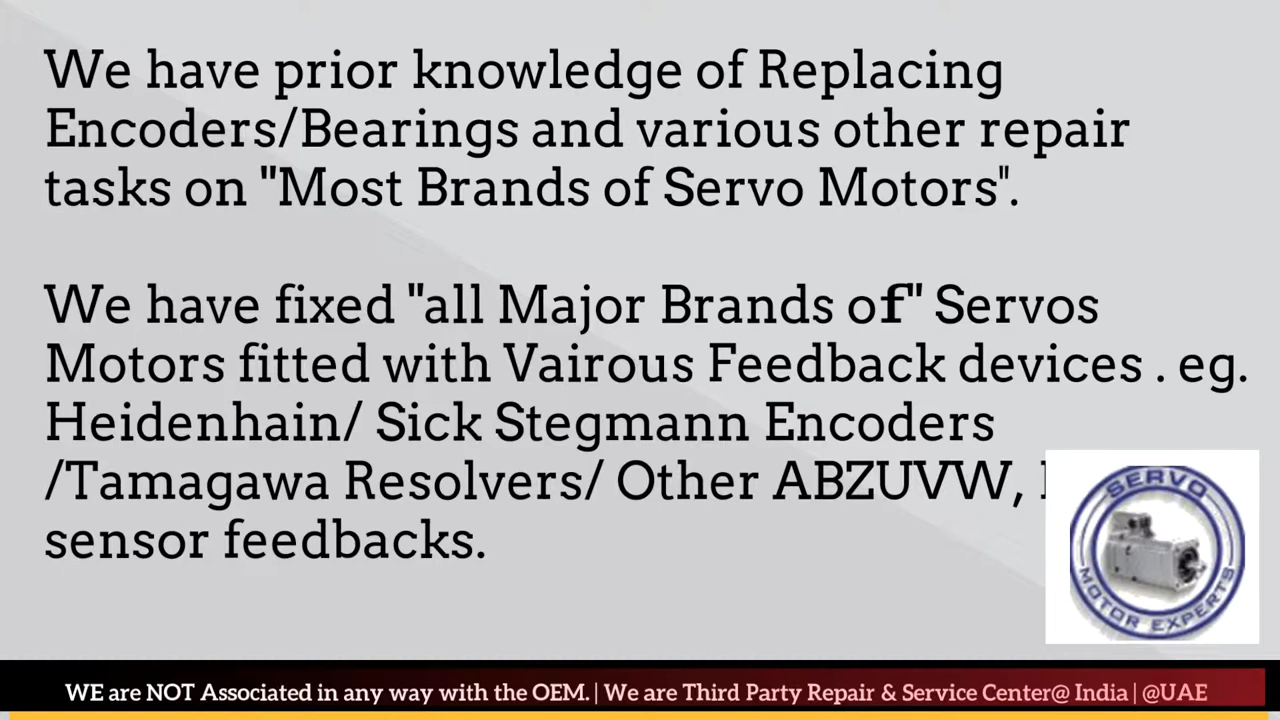 We have prior knowledge of Replacing
Encoders/Bearings and various other repair
tasks on "Most Brands of Servo Motors".
We have fixed "all Major Brands of" Servos
Motors fitted with Vairous Feedback devices . eg.
Heidenhain/ Sick Stegmann Encoders
/Tamagawa Resolvers/ Other ABZUVW,
sensor feedbacks.
SERVO
MOTOR EXPERTS
WE are NOT Associated in any way with the OEM. | We are Third Party Repair & Service Center@ India | @UAE